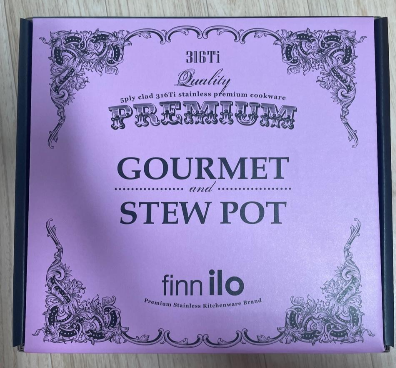 316Ti
Quality
5ply clad 316Ti stainless premium cookware
PREMIUM
GOURMET
and
STEW POT
finn ilo
Premium Stainless Kitchenware Brand